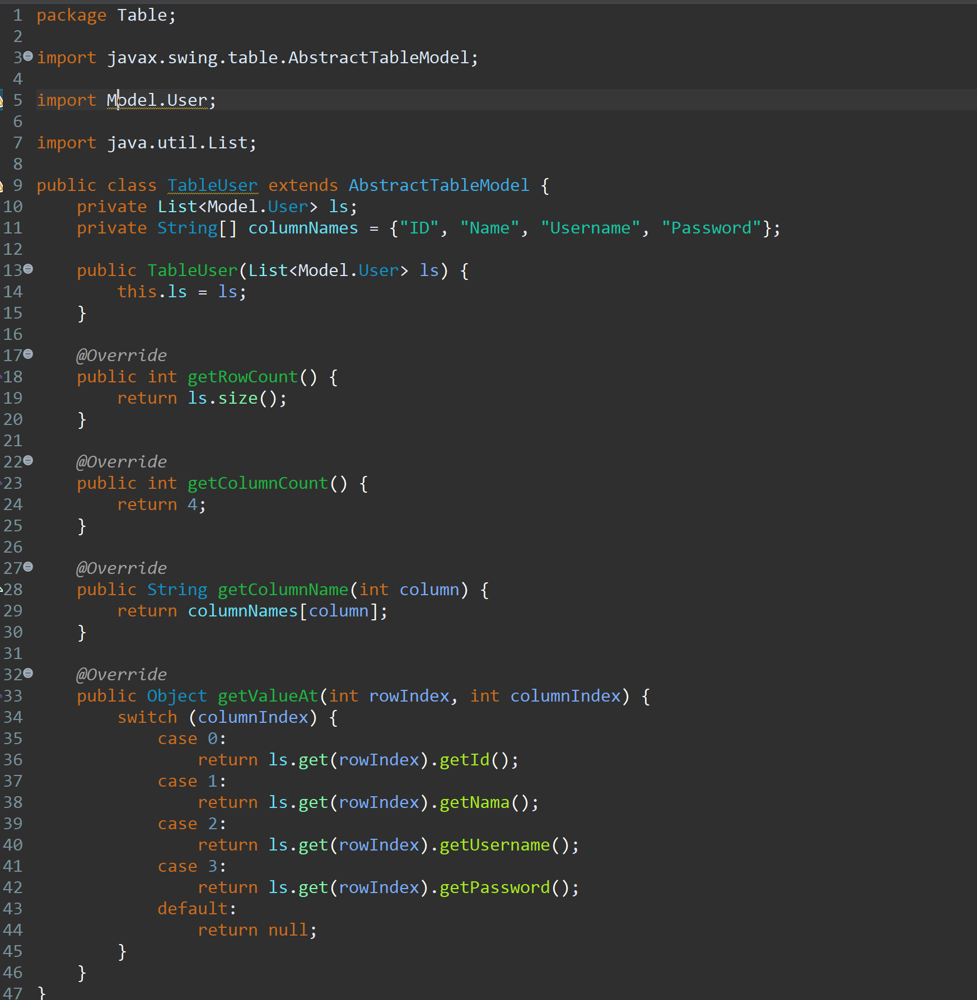 1 package Table;
2
3 import javax.swing.table.AbstractTableModel;
4
5 import Model.User;
6
7 import java.util.List;
8
9 public class TableUser extends AbstractTableModel {
10     private List<Model.User> ls;
11     private String[] columnNames = {"ID", "Name", "Username", "Password"};
12
13     public TableUser(List<Model.User> ls) {
14         this.ls = ls;
15     }
16
17     @Override
18     public int getRowCount() {
19         return ls.size();
20     }
21
22     @Override
23     public int getColumnCount() {
24         return 4;
25     }
26
27     @Override
28     public String getColumnName(int column) {
29         return columnNames[column];
30     }
31
32     @Override
33     public Object getValueAt(int rowIndex, int columnIndex) {
34         switch (columnIndex) {
35             case 0:
36                 return ls.get(rowIndex).getId();
37             case 1:
38                 return ls.get(rowIndex).getNama();
39             case 2:
40                 return ls.get(rowIndex).getUsername();
41             case 3:
42                 return ls.get(rowIndex).getPassword();
43             default:
44                 return null;
45         }
46     }
47 }